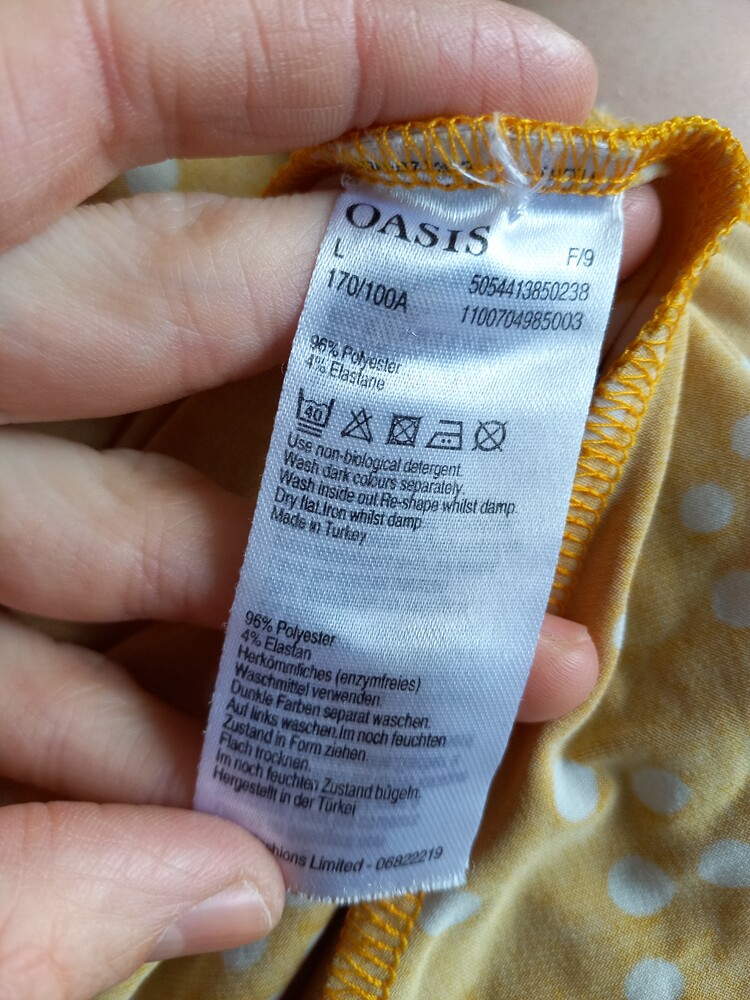 OASIS
L F/9
170/100A 5054413850238
1100704985003
96% Polyester
4% Elastane
40
Use non-biological detergent.
Wash dark colours separately.
Wash inside out.Re-shape whilst damp.
Dry flat.Iron whilst damp
Made in Turkey
96% Polyester
4% Elastan
Herkömmliches (enzymfreies)
Waschmittel verwenden.
Dunkle Farben separat waschen.
Auf links waschen.Im noch feuchten
Zustand in Form ziehen.
Flach trocknen.
Im noch feuchten Zustand bügeln.
Hergestellt in der Türkei
Limited - 06822219